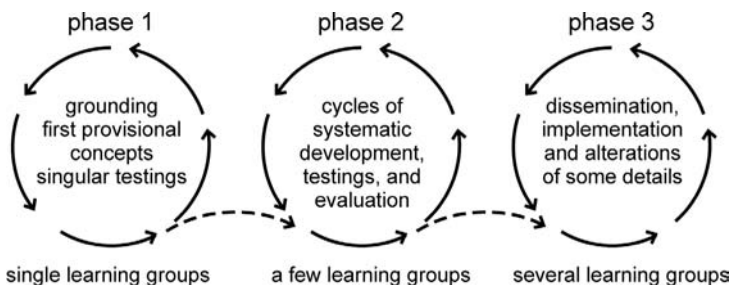 phase 1
grounding
first provisional
concepts
singular testings
single learning groups
phase 2
cycles of
systematic
development,
testings, and
evaluation
a few learning groups
phase 3
dissemination,
implementation
and alterations
of some details
several learning groups